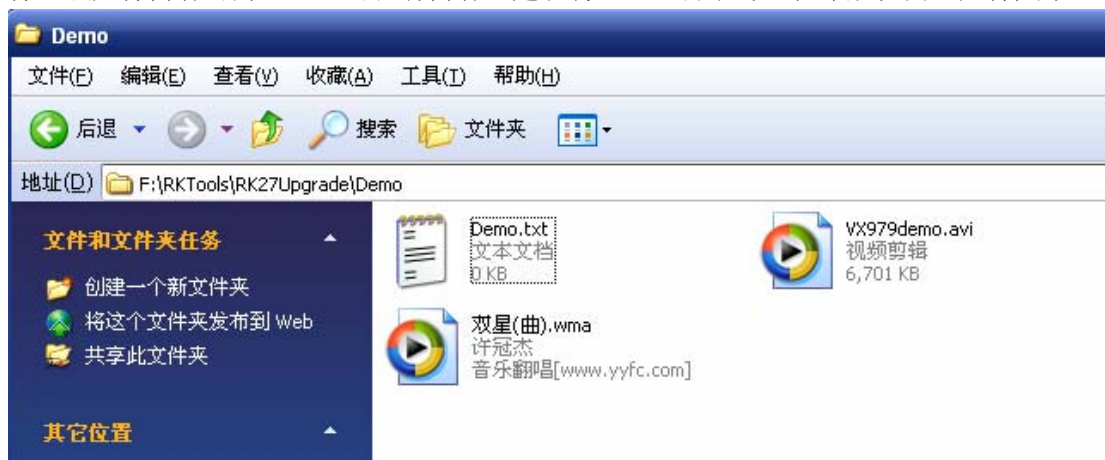 Demo
文件(F) 编辑(E) 查看(V) 收藏(A) 工具(T) 帮助(H)
后退 搜索 文件夹
地址(D) F:\RKTools\RK27Upgrade\Demo
文件和文件夹任务
创建一个新文件夹
将这个文件夹发布到 Web
共享此文件夹
其它位置
Demo.txt
文本文档
0 KB
VX979demo.avi
视频剪辑
6,701 KB
双星(曲).wma
许冠杰
音乐翻唱[www.yyfc.com]